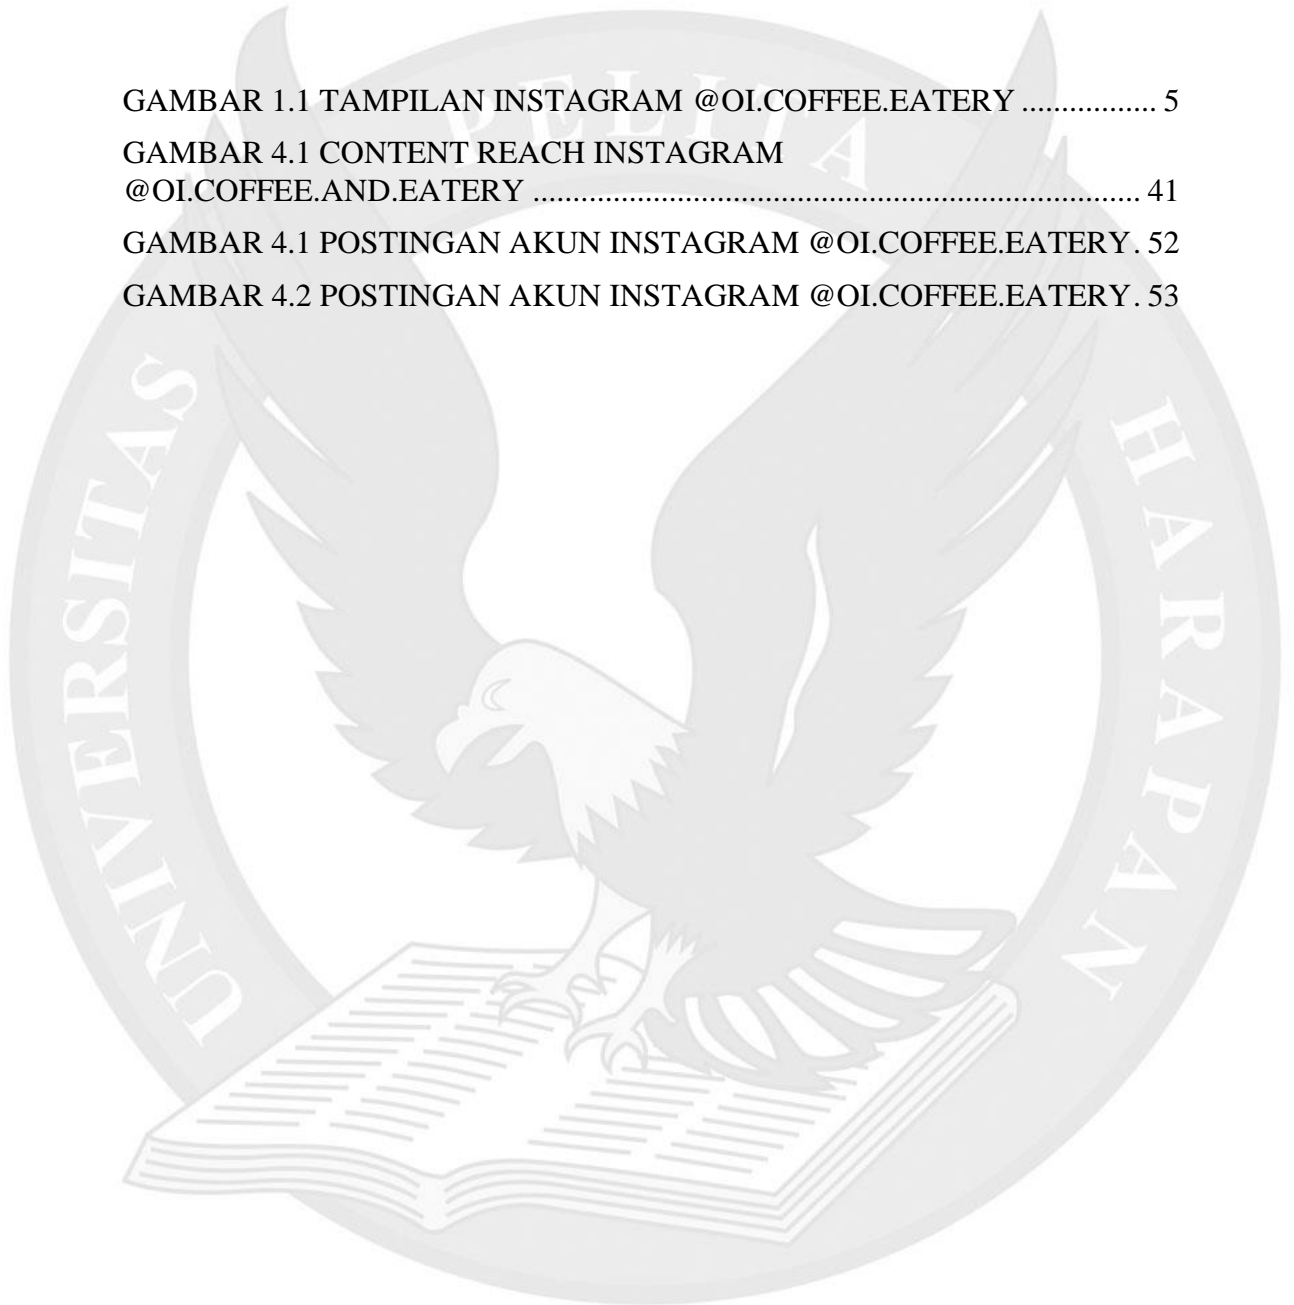 GAMBAR 1.1 TAMPILAN INSTAGRAM @OI.COFFEE.EATERY ................. 5
GAMBAR 4.1 CONTENT REACH INSTAGRAM
@OI.COFFEE.AND.EATERY ............................................................................. 41
GAMBAR 4.1 POSTINGAN AKUN INSTAGRAM @OI.COFFEE.EATERY. 52
GAMBAR 4.2 POSTINGAN AKUN INSTAGRAM @OI.COFFEE.EATERY. 53
UNIVERSITAS PELITA HARAPAN